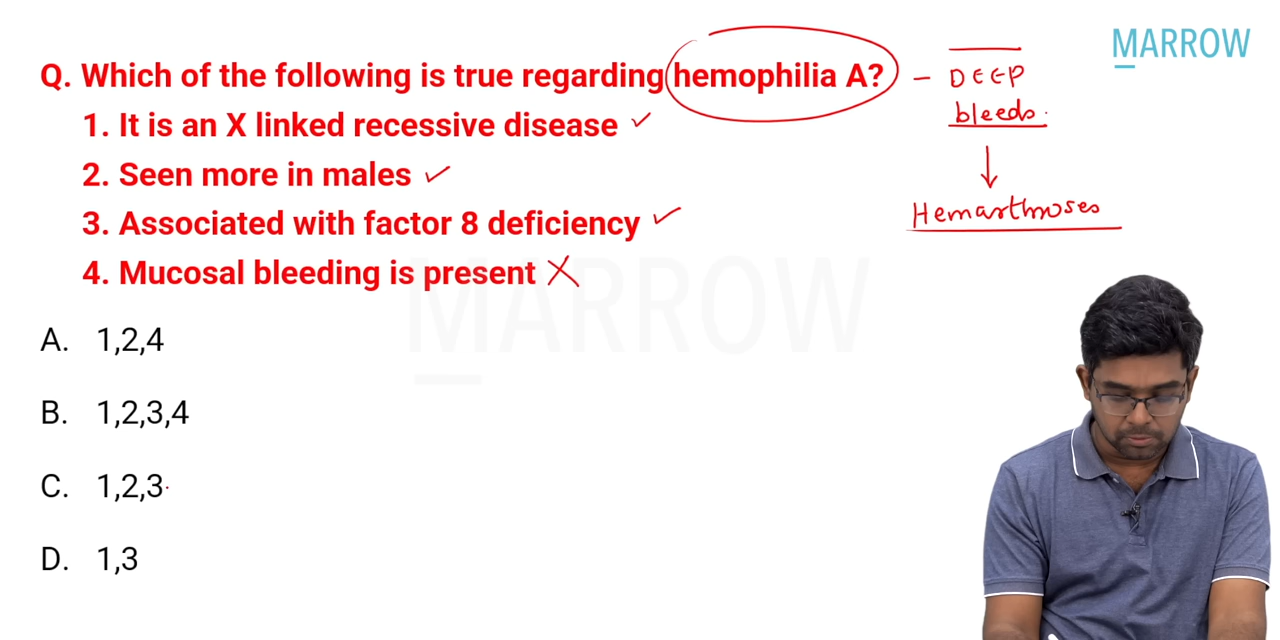 MARROW
Q. Which of the following is true regarding hemophilia A? - DEEP
bleeds.
1. It is an X linked recessive disease ✓
2. Seen more in males ✓
3. Associated with factor 8 deficiency ✓
Hemarthroses
4. Mucosal bleeding is present X
MARROW
A. 1,2,4
B. 1,2,3,4
C. 1,2,3
D. 1,3